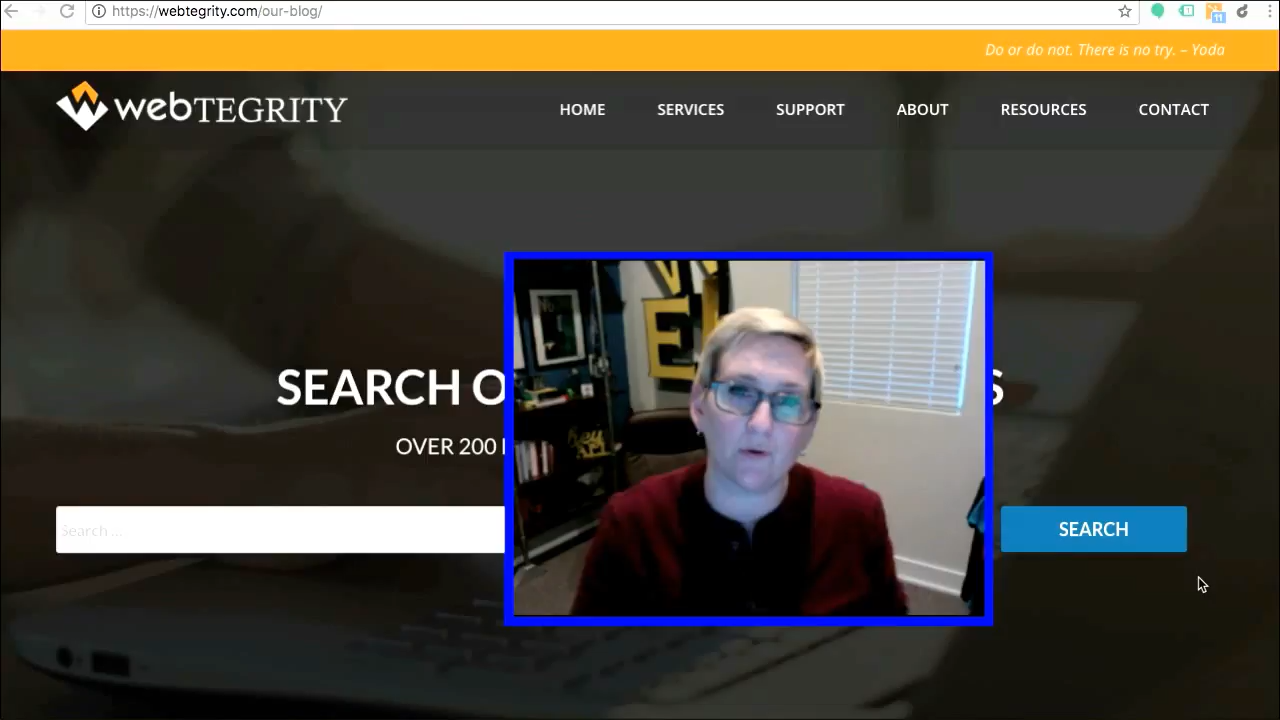 https://webtegrity.com/our-blog/
11
Do or do not. There is no try. – Yoda
webTEGRITY
HOME SERVICES SUPPORT ABOUT RESOURCES CONTACT
SEARCH O S
OVER 200
Search ...
SEARCH